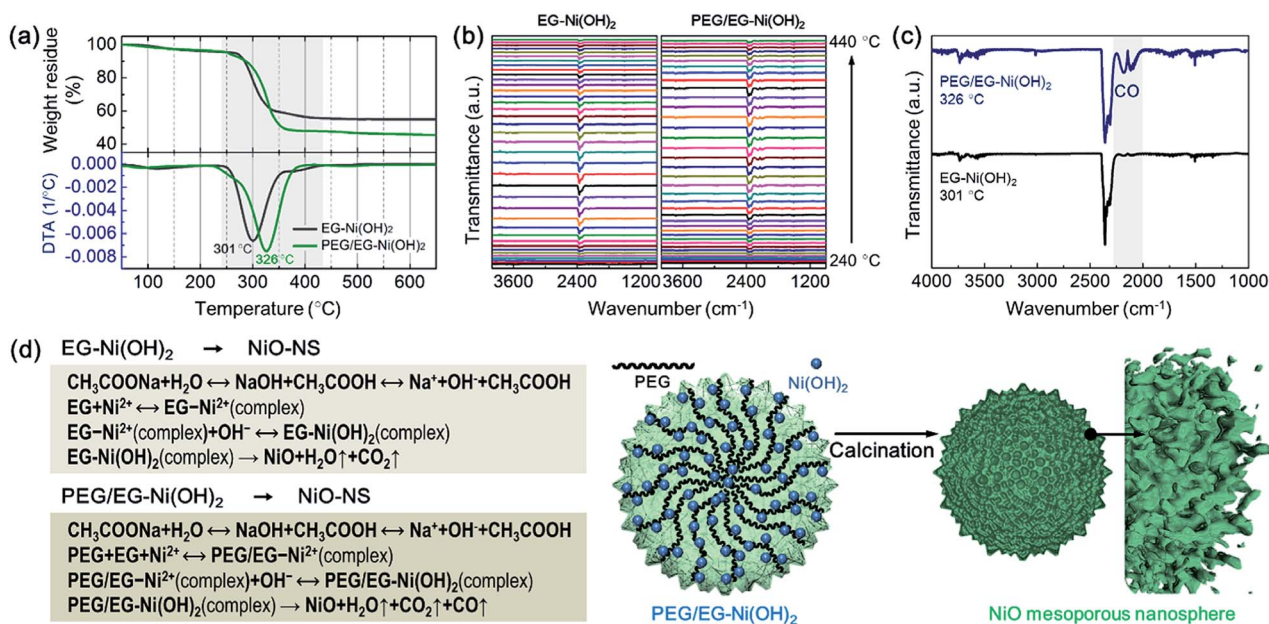 (a)
100
80
60
40
Weight residue
(%)
0.000
-0.002
-0.004
-0.006
-0.008
DTA (1/°C)
301 °C
326 °C
EG-Ni(OH)₂
PEG/EG-Ni(OH)₂
100 200 300 400 500 600
Temperature (°C)
(b)
EG-Ni(OH)₂ PEG/EG-Ni(OH)₂
440 °C
240 °C
Transmittance (a.u.)
3600 2400 1200 3600 2400 1200
Wavenumber (cm⁻¹)
(c)
PEG/EG-Ni(OH)₂
326 °C
CO
EG-Ni(OH)₂
301 °C
Transmittance (a.u.)
4000 3500 3000 2500 2000 1500 1000
Wavenumber (cm⁻¹)
(d)
EG-Ni(OH)₂ → NiO-NS
CH₃COONa+H₂O ↔ NaOH+CH₃COOH ↔ Na⁺+OH⁻+CH₃COOH
EG+Ni²⁺ ↔ EG−Ni²⁺(complex)
EG−Ni²⁺(complex)+OH⁻ ↔ EG-Ni(OH)₂(complex)
EG-Ni(OH)₂(complex) → NiO+H₂O↑+CO₂↑
PEG/EG-Ni(OH)₂ → NiO-NS
CH₃COONa+H₂O ↔ NaOH+CH₃COOH ↔ Na⁺+OH⁻+CH₃COOH
PEG+EG+Ni²⁺ ↔ PEG/EG−Ni²⁺(complex)
PEG/EG−Ni²⁺(complex)+OH⁻ ↔ PEG/EG-Ni(OH)₂(complex)
PEG/EG-Ni(OH)₂(complex) → NiO+H₂O↑+CO₂↑+CO↑
PEG
Ni(OH)₂
Calcination
PEG/EG-Ni(OH)₂
NiO mesoporous nanosphere